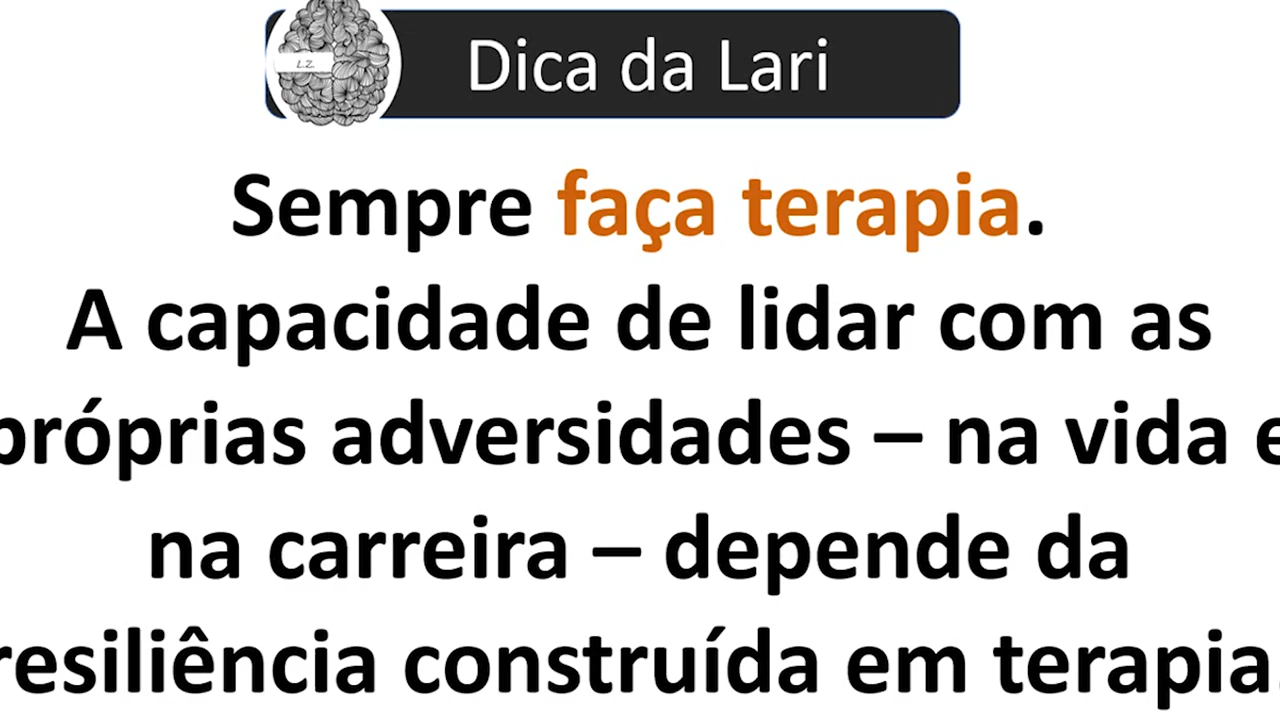 L.Z.
Dica da Lari
Sempre faça terapia.
A capacidade de lidar com as
próprias adversidades – na vida e
na carreira – depende da
resiliência construída em terapia.